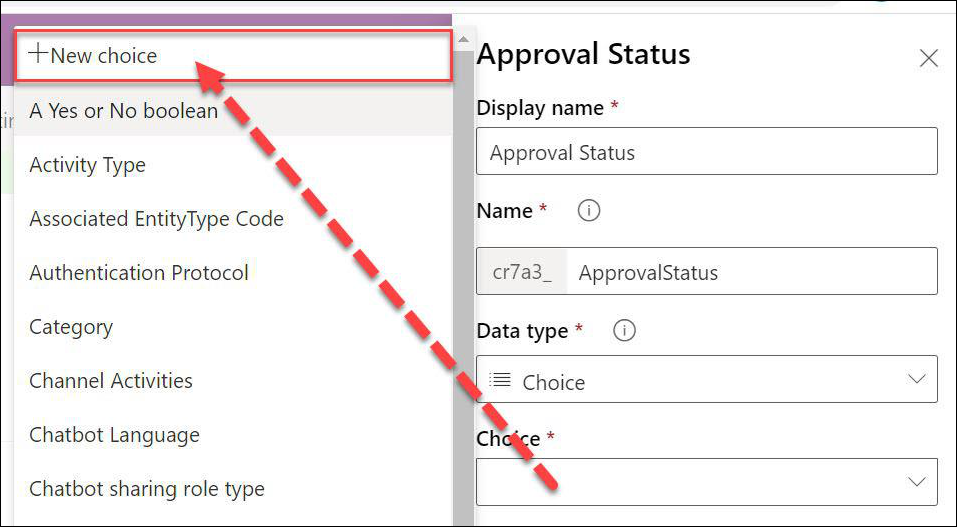 +New choice
A Yes or No boolean
Activity Type
Associated EntityType Code
Authentication Protocol
Category
Channel Activities
Chatbot Language
Chatbot sharing role type
Approval Status
Display name *
Approval Status
Name *
cr7a3_ ApprovalStatus
Data type *
Choice
Choice *